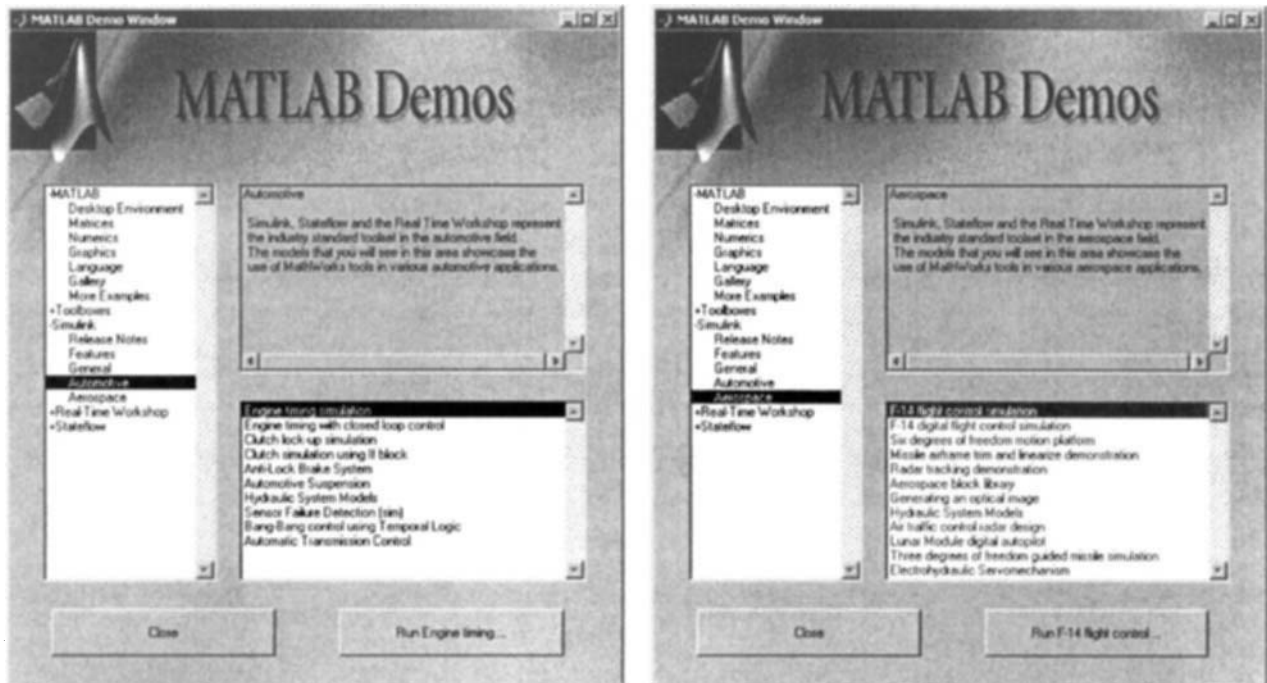 MATLAB Demo Window
MATLAB Demos
-MATLAB
Desktop Environment
Matrices
Numerics
Graphics
Language
Gallery
More Examples
+Toolboxes
-Simulink
Release Notes
Features
General
Automotive
Aerospace
+Real-Time Workshop
+Stateflow
Automotive
Simulink, Stateflow and the Real Time Workshop represent
the industry standard toolset in the automotive field.
The models that you will see in this area showcase the
use of MathWorks tools in various automotive applications.
Engine timing simulation
Engine timing with closed loop control
Clutch lock-up simulation
Clutch simulation using If block
Anti-Lock Brake System
Automotive Suspension
Hydraulic System Models
Sensor Failure Detection (sim)
Bang-Bang control using Temporal Logic
Automatic Transmission Control
Close
Run Engine timing ...
MATLAB Demo Window
MATLAB Demos
-MATLAB
Desktop Environment
Matrices
Numerics
Graphics
Language
Gallery
More Examples
+Toolboxes
-Simulink
Release Notes
Features
General
Automotive
Aerospace
+Real-Time Workshop
+Stateflow
Aerospace
Simulink, Stateflow and the Real Time Workshop represent
the industry standard toolset in the aerospace field.
The models that you will see in this area showcase the
use of MathWorks tools in various aerospace applications.
F-14 flight control simulation
F-14 digital flight control simulation
Six degrees of freedom motion platform
Missile airframe trim and linearize demonstration
Radar tracking demonstration
Aerospace block library
Generating an optical image
Hydraulic System Models
Air traffic control radar design
Lunar Module digital autopilot
Three degrees of freedom guided missile simulation
Electrohydraulic Servomechanism
Close
Run F-14 flight control ...